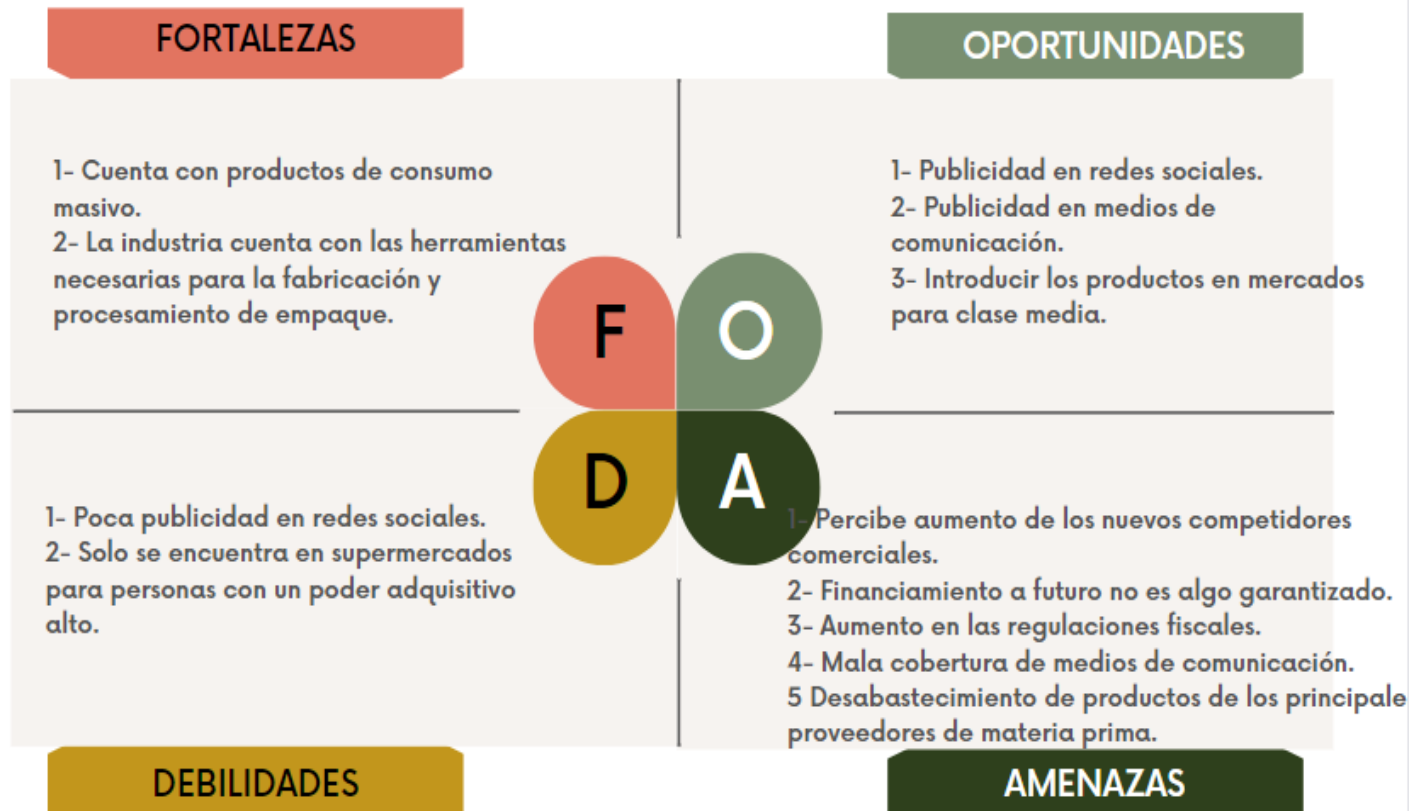 FORTALEZAS
1- Cuenta con productos de consumo
masivo.
2- La industria cuenta con las herramientas
necesarias para la fabricación y
procesamiento de empaque.
OPORTUNIDADES
1- Publicidad en redes sociales.
2- Publicidad en medios de
comunicación.
3- Introducir los productos en mercados
para clase media.
F
O
D
A
1- Poca publicidad en redes sociales.
2- Solo se encuentra en supermercados
para personas con un poder adquisitivo
alto.
DEBILIDADES
1- Percibe aumento de los nuevos competidores
comerciales.
2- Financiamiento a futuro no es algo garantizado.
3- Aumento en las regulaciones fiscales.
4- Mala cobertura de medios de comunicación.
5 Desabastecimiento de productos de los principale
proveedores de materia prima.
AMENAZAS